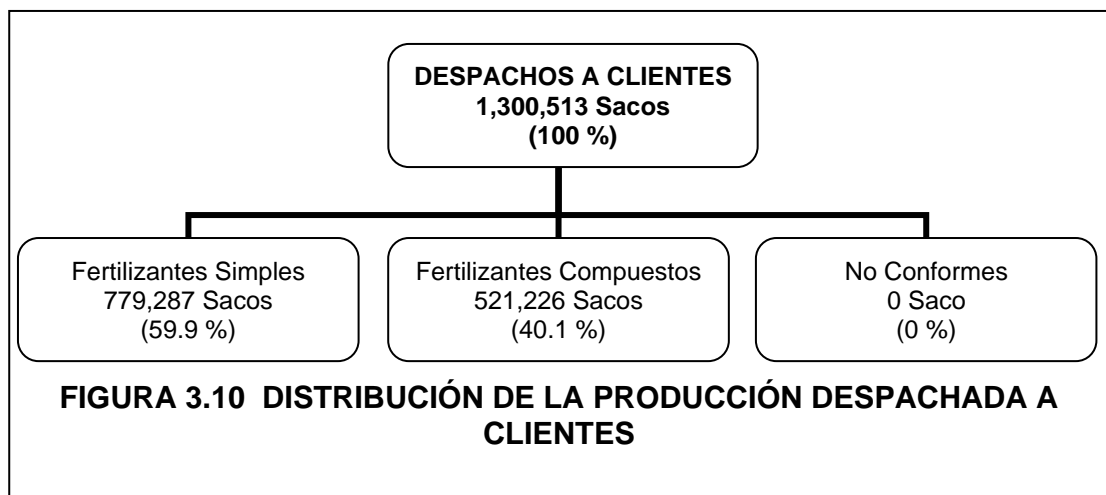 DESPACHOS A CLIENTES
1,300,513 Sacos
(100 %)
Fertilizantes Simples
779,287 Sacos
(59.9 %)
Fertilizantes Compuestos
521,226 Sacos
(40.1 %)
No Conformes
0 Saco
(0 %)
FIGURA 3.10 DISTRIBUCIÓN DE LA PRODUCCIÓN DESPACHADA A
CLIENTES